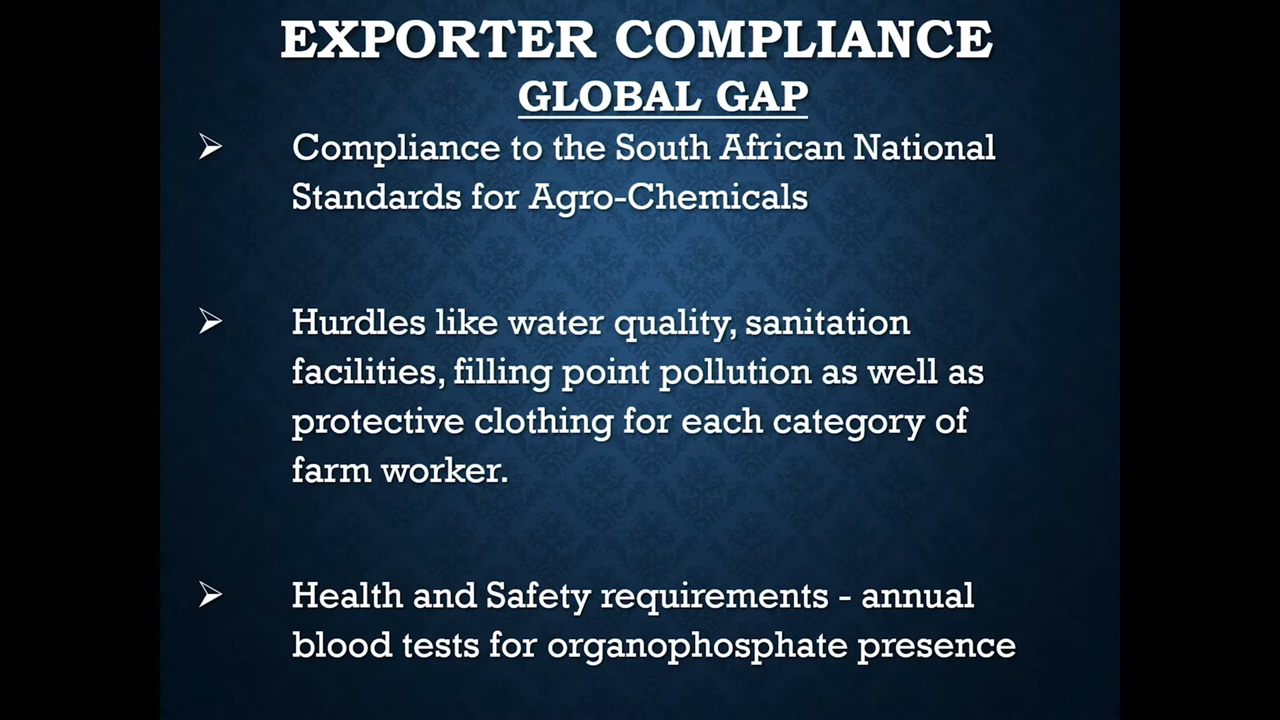 EXPORTER COMPLIANCE
GLOBAL GAP
Compliance to the South African National
Standards for Agro-Chemicals
Hurdles like water quality, sanitation
facilities, filling point pollution as well as
protective clothing for each category of
farm worker.
Health and Safety requirements - annual
blood tests for organophosphate presence